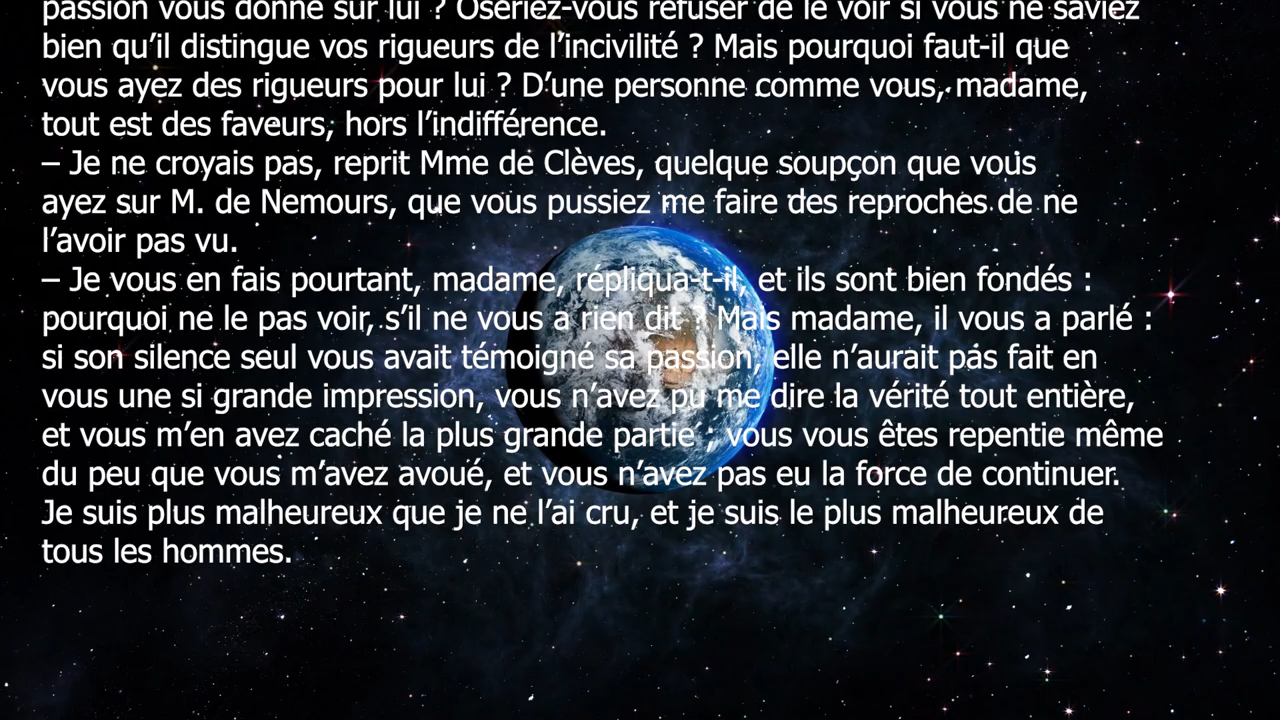 passion vous donne sur lui ? Oseriez-vous refuser de le voir si vous ne saviez
bien qu’il distingue vos rigueurs de l’incivilité ? Mais pourquoi faut-il que
vous ayez des rigueurs pour lui ? D’une personne comme vous, madame,
tout est des faveurs, hors l’indifférence.
– Je ne croyais pas, reprit Mme de Clèves, quelque soupçon que vous
ayez sur M. de Nemours, que vous pussiez me faire des reproches de ne
l’avoir pas vu.
– Je vous en fais pourtant, madame, répliqua-t-il, et ils sont bien fondés :
pourquoi ne le pas voir, s’il ne vous a rien dit ? Mais madame, il vous a parlé :
si son silence seul vous avait témoigné sa passion, elle n’aurait pas fait en
vous une si grande impression, vous n’avez pu me dire la vérité tout entière,
et vous m’en avez caché la plus grande partie ; vous vous êtes repentie même
du peu que vous m’avez avoué, et vous n’avez pas eu la force de continuer.
Je suis plus malheureux que je ne l’ai cru, et je suis le plus malheureux de
tous les hommes.